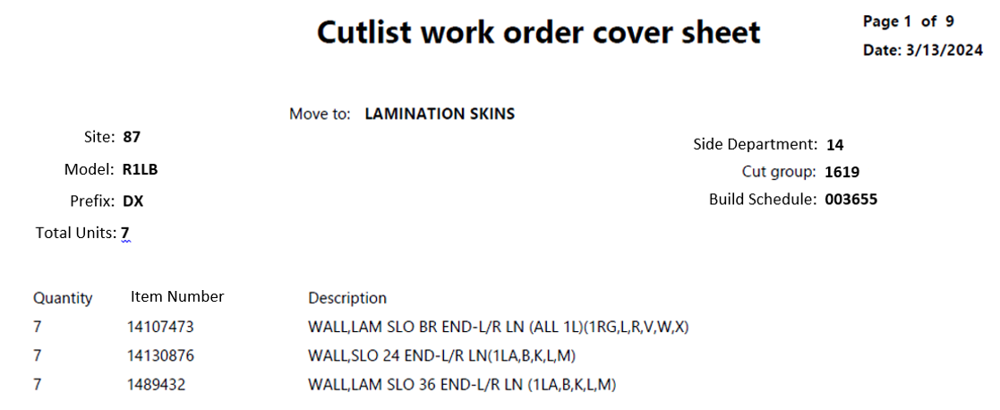 Cutlist work order cover sheet
Page 1 of 9
Date: 3/13/2024
Move to: LAMINATION SKINS
Site: 87
Model: R1LB
Prefix: DX
Total Units: 7
Side Department: 14
Cut group: 1619
Build Schedule: 003655
Quantity Item Number Description
7 14107473 WALL,LAM SLO BR END-L/R LN (ALL 1L)(1RG,L,R,V,W,X)
7 14130876 WALL,SLO 24 END-L/R LN(1LA,B,K,L,M)
7 1489432 WALL,LAM SLO 36 END-L/R LN (1LA,B,K,L,M)